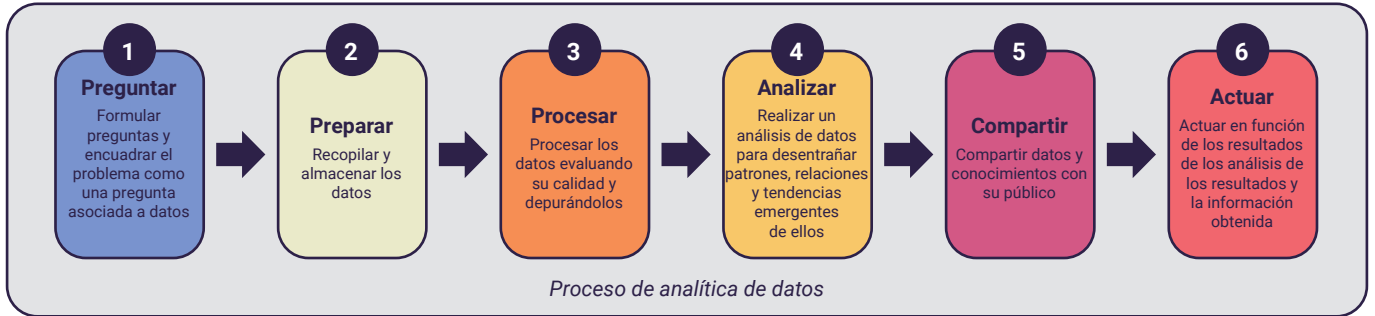 1
Preguntar
Formular
preguntas y
encuadrar el
problema como
una pregunta
asociada a datos
2
Preparar
Recopilar y
almacenar los
datos
3
Procesar
Procesar los
datos evaluando
su calidad y
depurándolos
4
Analizar
Realizar un
análisis de datos
para desentrañar
patrones, relaciones
y tendencias
emergentes
de ellos
5
Compartir
Compartir datos y
conocimientos con
su público
6
Actuar
Actuar en función
de los resultados
de los análisis de
los resultados y
la información
obtenida
Proceso de analítica de datos